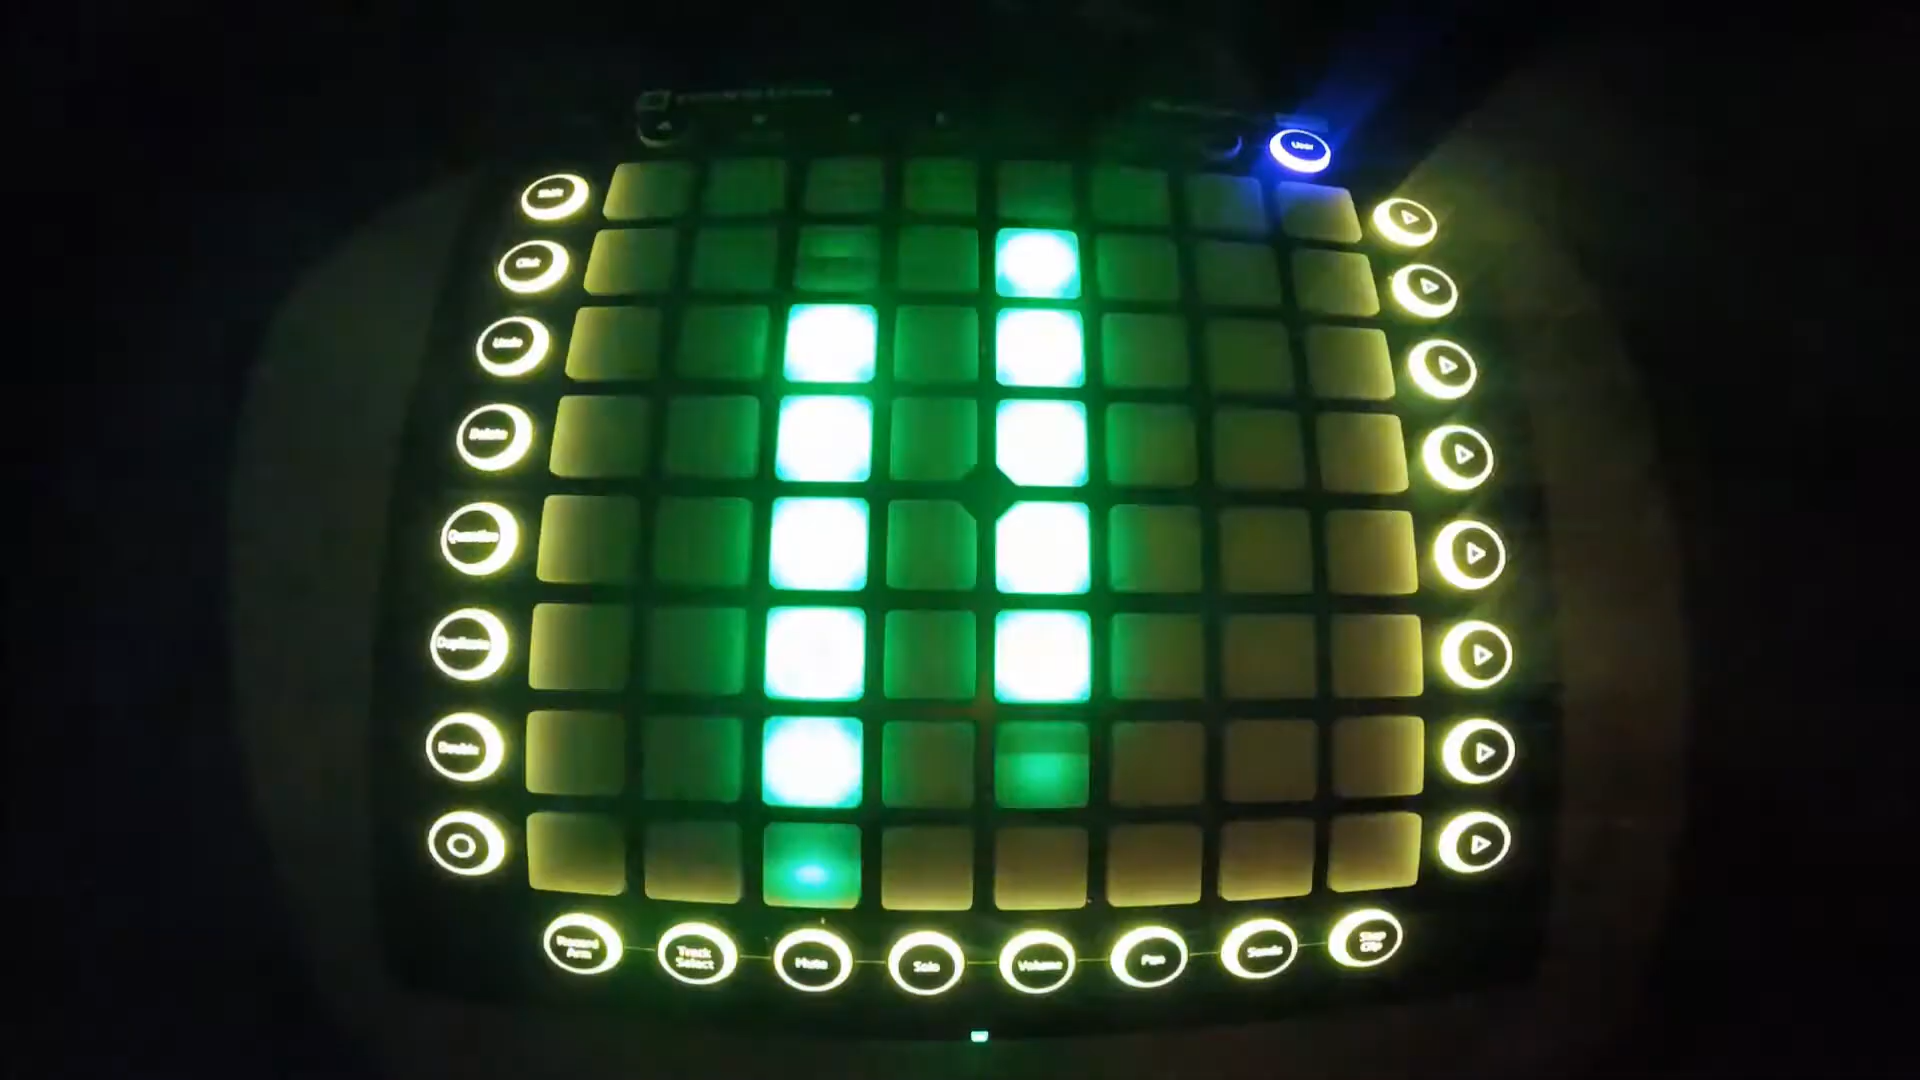 User
Shift
Click
Undo
Delete
Quantise
Duplicate
Double
Record
Arm
Track
Select
Mute
Solo
Volume
Pan
Sends
Stop
Clip